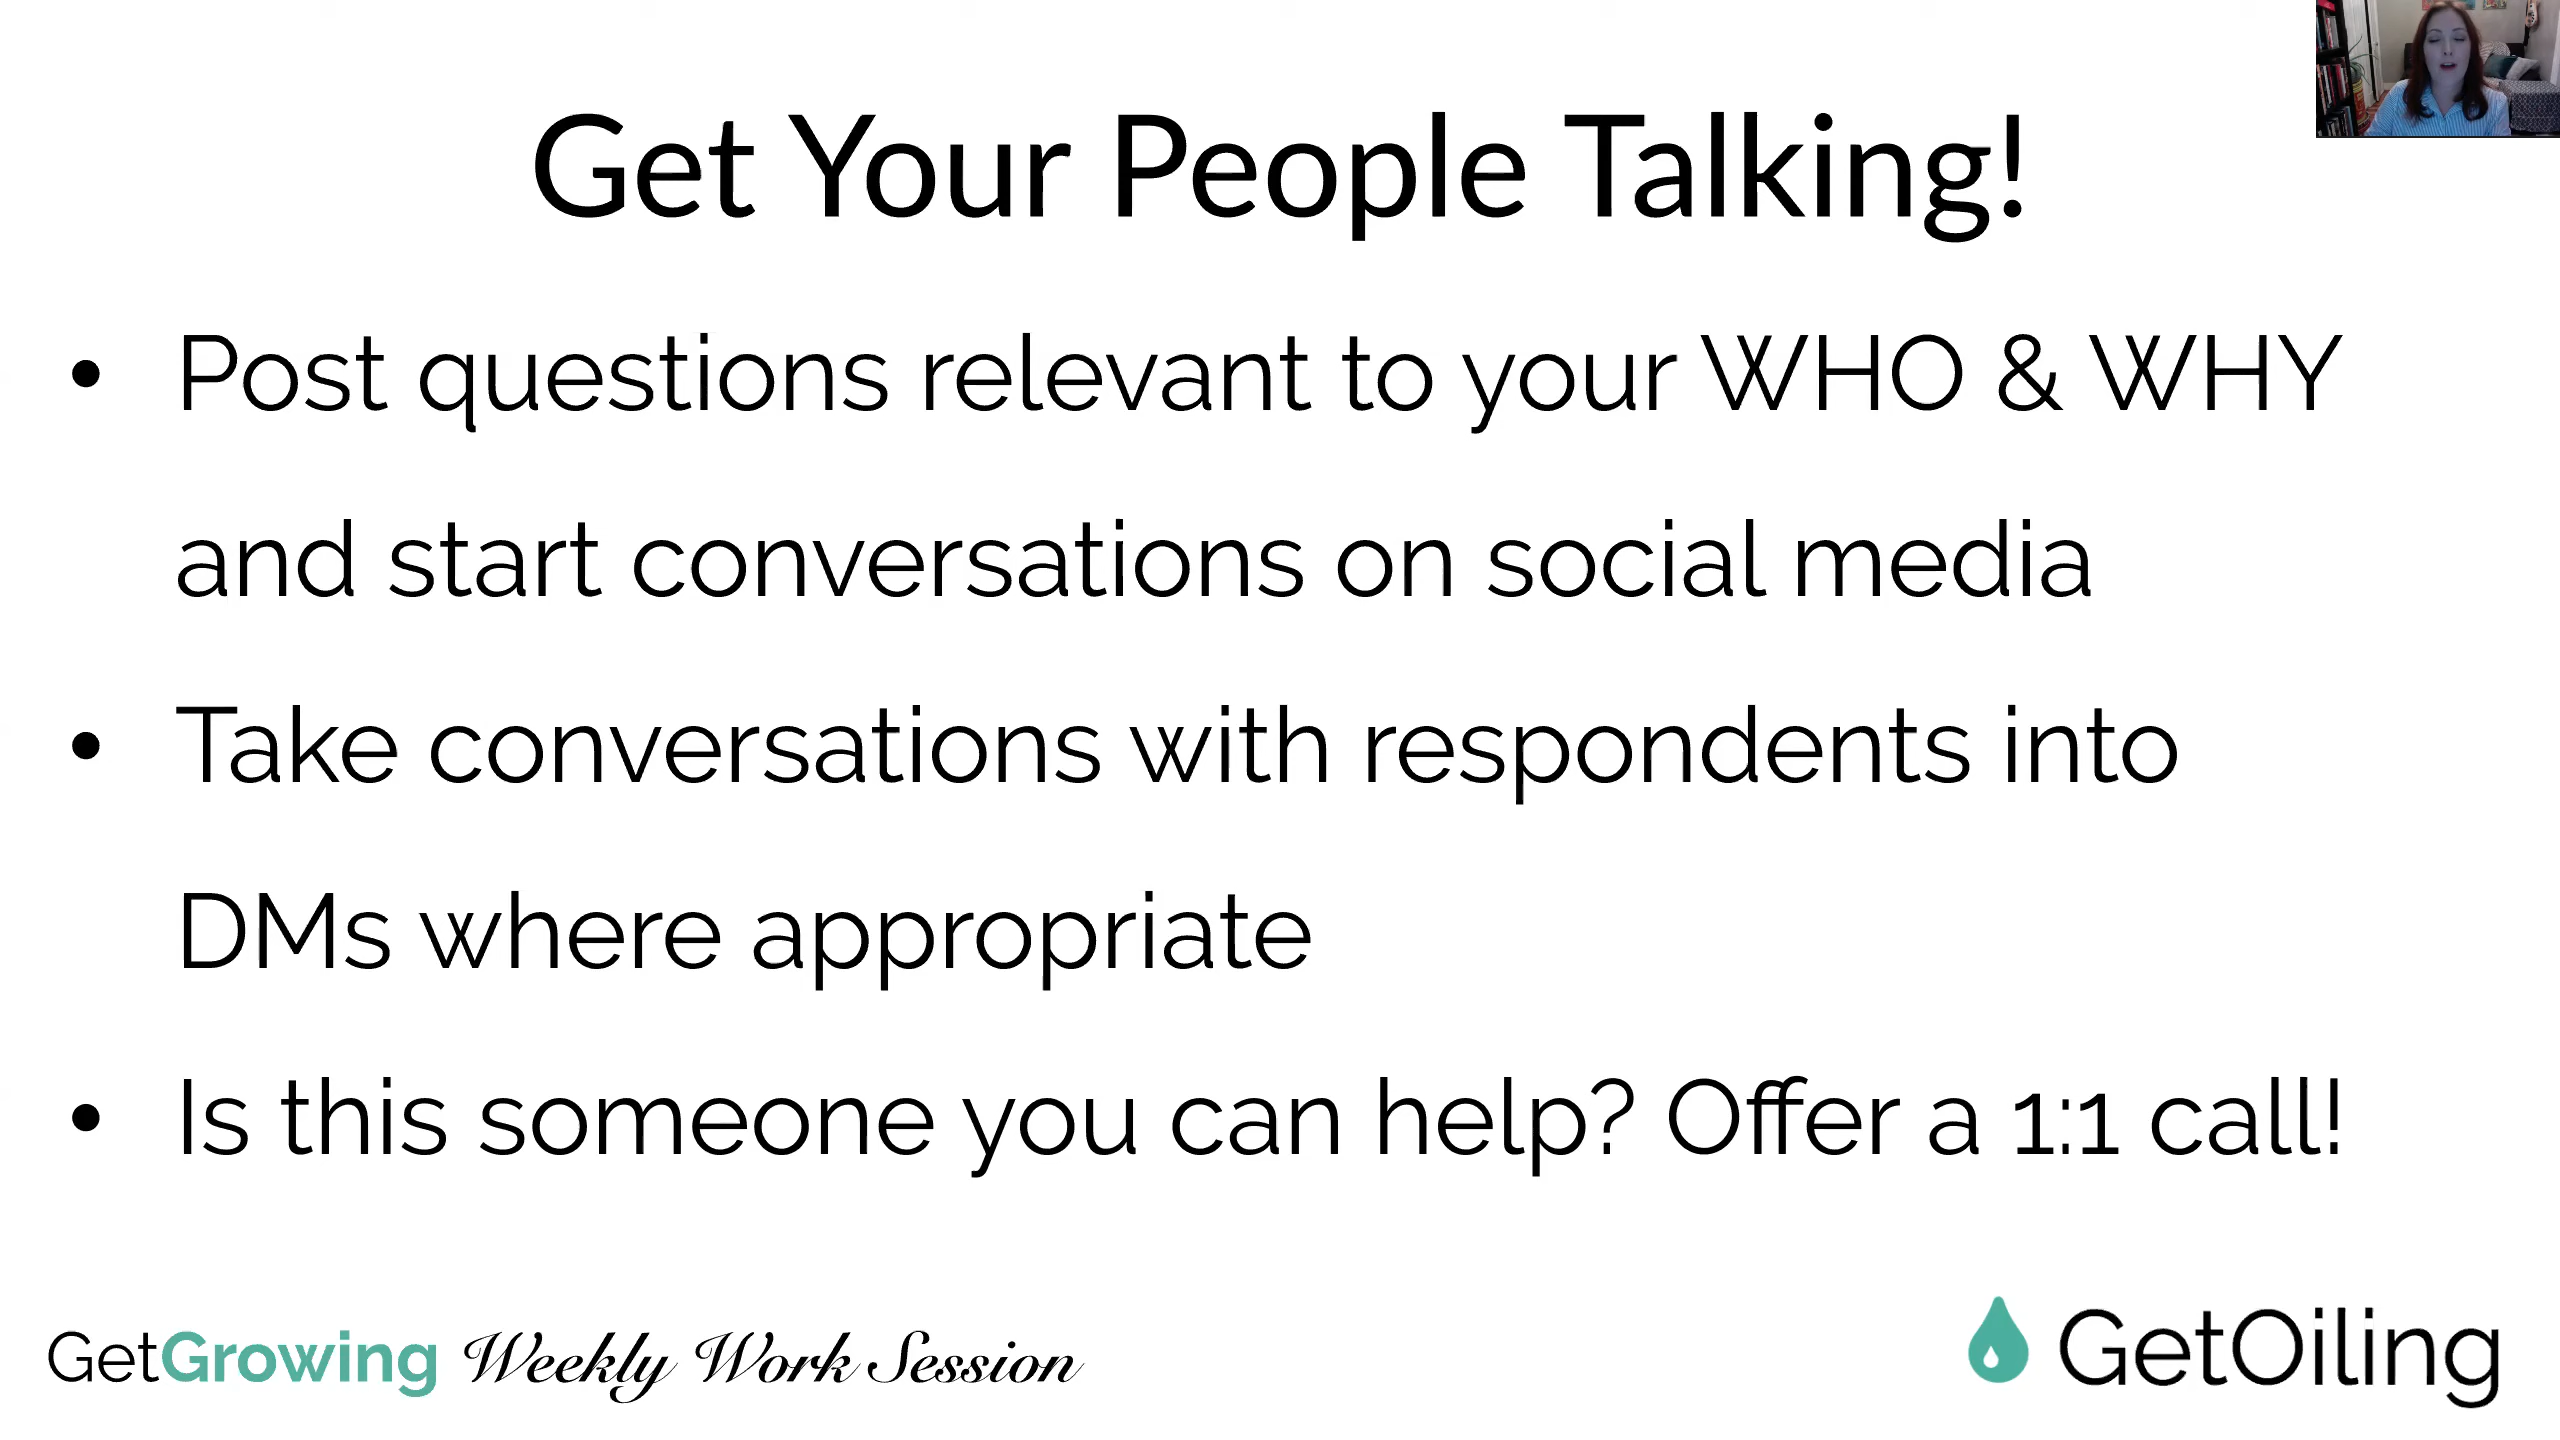 Get Your People Talking!
• Post questions relevant to your WHO & WHY
and start conversations on social media
• Take conversations with respondents into
DMs where appropriate
• Is this someone you can help? Offer a 1:1 call!
GetGrowing Weekly Work Session
GetOiling